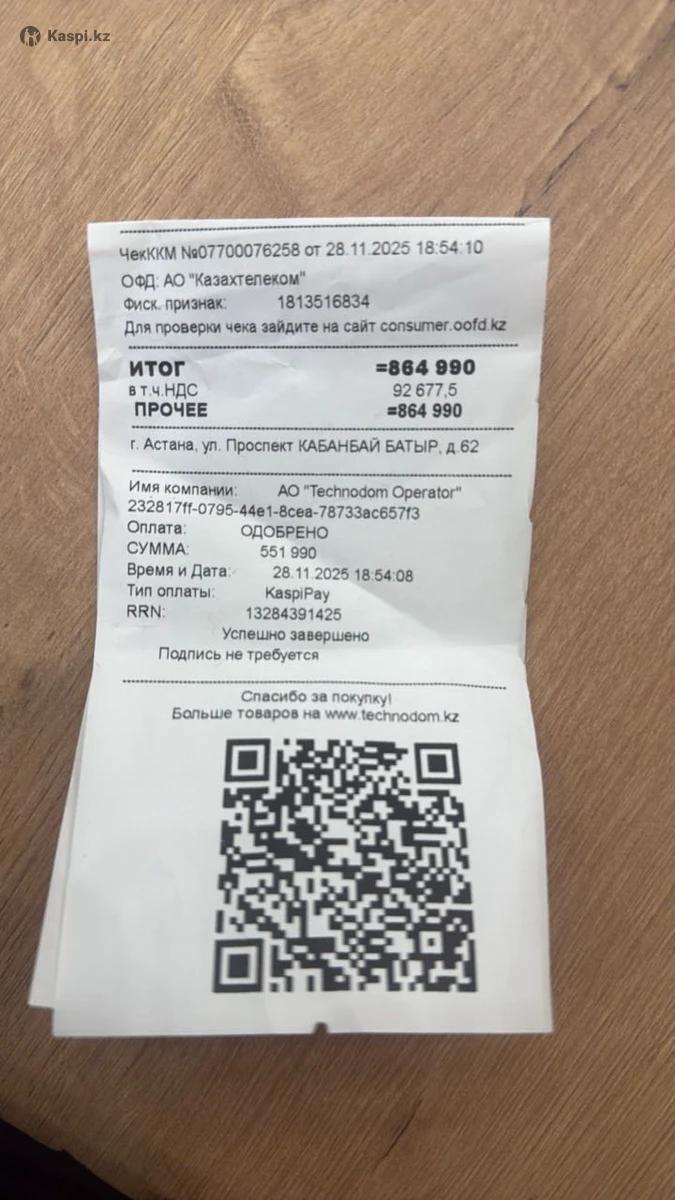 Kaspi.kz
ЧекККМ №07700076258 от 28.11.2025 18:54:10
ОФД: АО "Казахтелеком"
Фиск. признак: 1813516834
Для проверки чека зайдите на сайт consumer.oofd.kz
ИТОГ =864 990
в т.ч.НДС 92 677,5
ПРОЧЕЕ =864 990
г. Астана, ул. Проспект КАБАНБАЙ БАТЫР, д.62
Имя компании: АО "Technodom Operator"
232817ff-0795-44e1-8cea-78733ac657f3
Оплата: ОДОБРЕНО
СУММА: 551 990
Время и Дата: 28.11.2025 18:54:08
Тип оплаты: KaspiPay
RRN: 13284391425
Успешно завершено
Подпись не требуется
Спасибо за покупку!
Больше товаров на www.technodom.kz